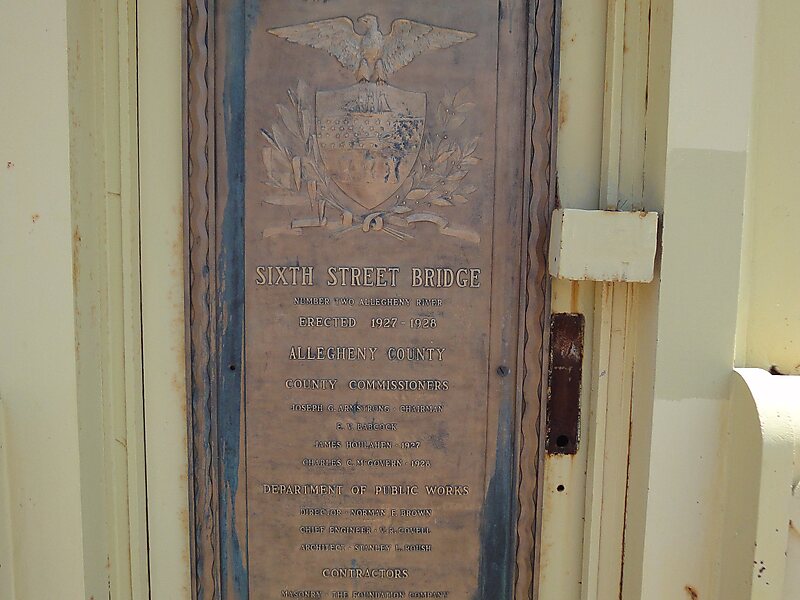 SIXTH STREET BRIDGE
NUMBER TWO ALLEGHENY RIVER
ERECTED 1927-1928
ALLEGHENY COUNTY
COUNTY COMMISSIONERS
JOSEPH G. ARMSTRONG · CHAIRMAN
E. V. BABCOCK
JAMES HOULAHEN · 1927
CHARLES C. McGOVERN · 1928
DEPARTMENT OF PUBLIC WORKS
DIRECTOR · NORMAN F. BROWN
CHIEF ENGINEER · V. R. COVELL
ARCHITECT · STANLEY L. ROUSH
CONTRACTORS
MASONRY · THE FOUNDATION COMPANY